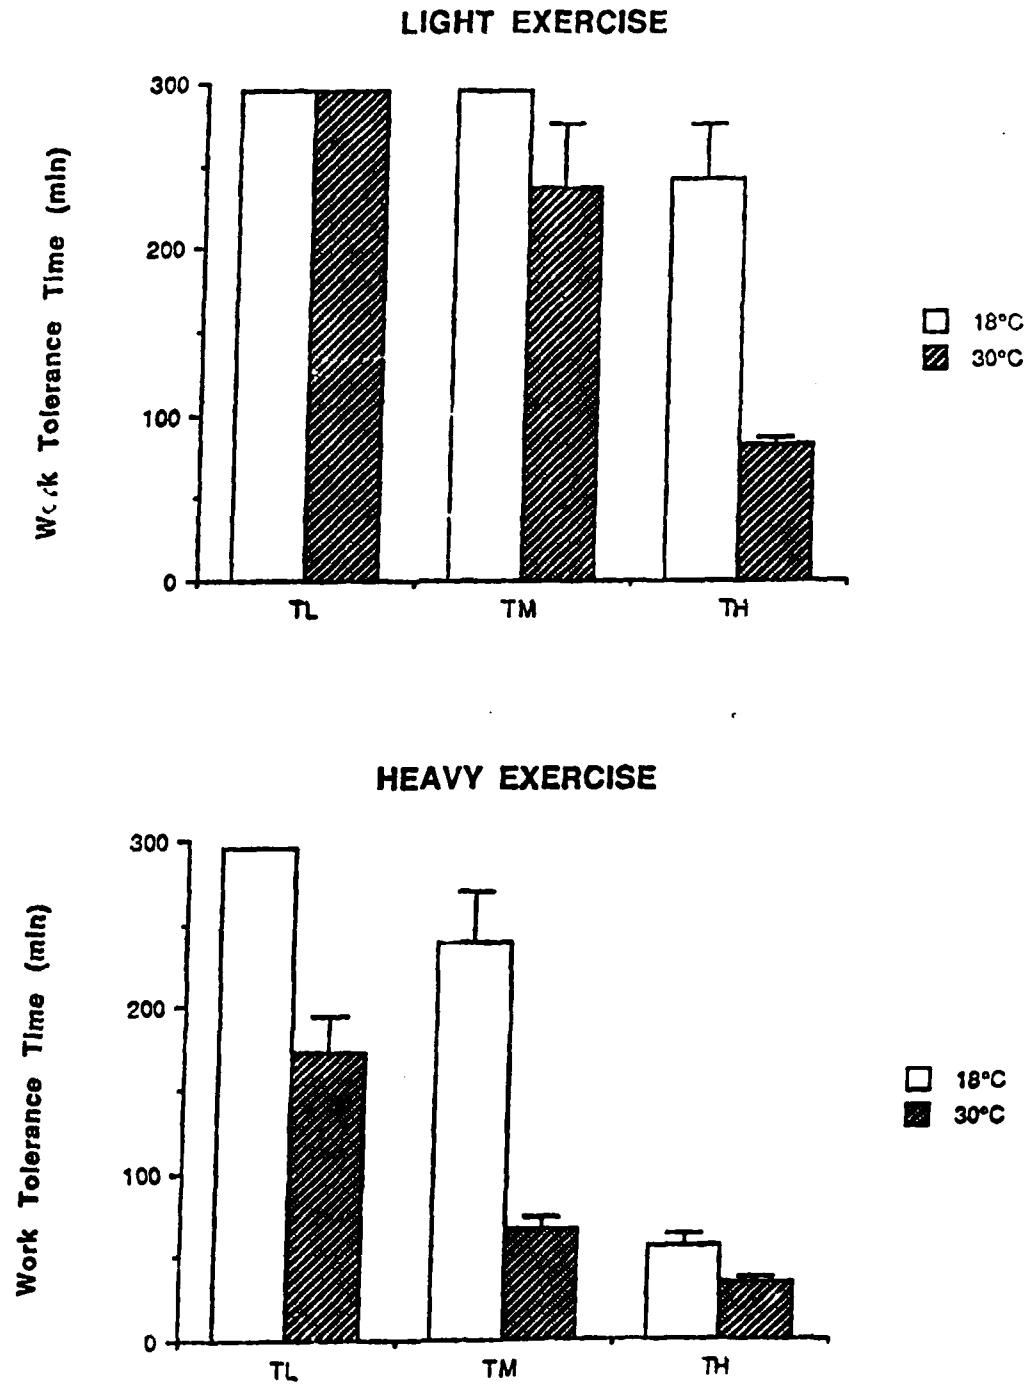 LIGHT EXERCISE
Work Tolerance Time (min)
300
200
100
0
TL TM TH
18°C
30°C
HEAVY EXERCISE
Work Tolerance Time (min)
300
200
100
0
TL TM TH
18°C
30°C